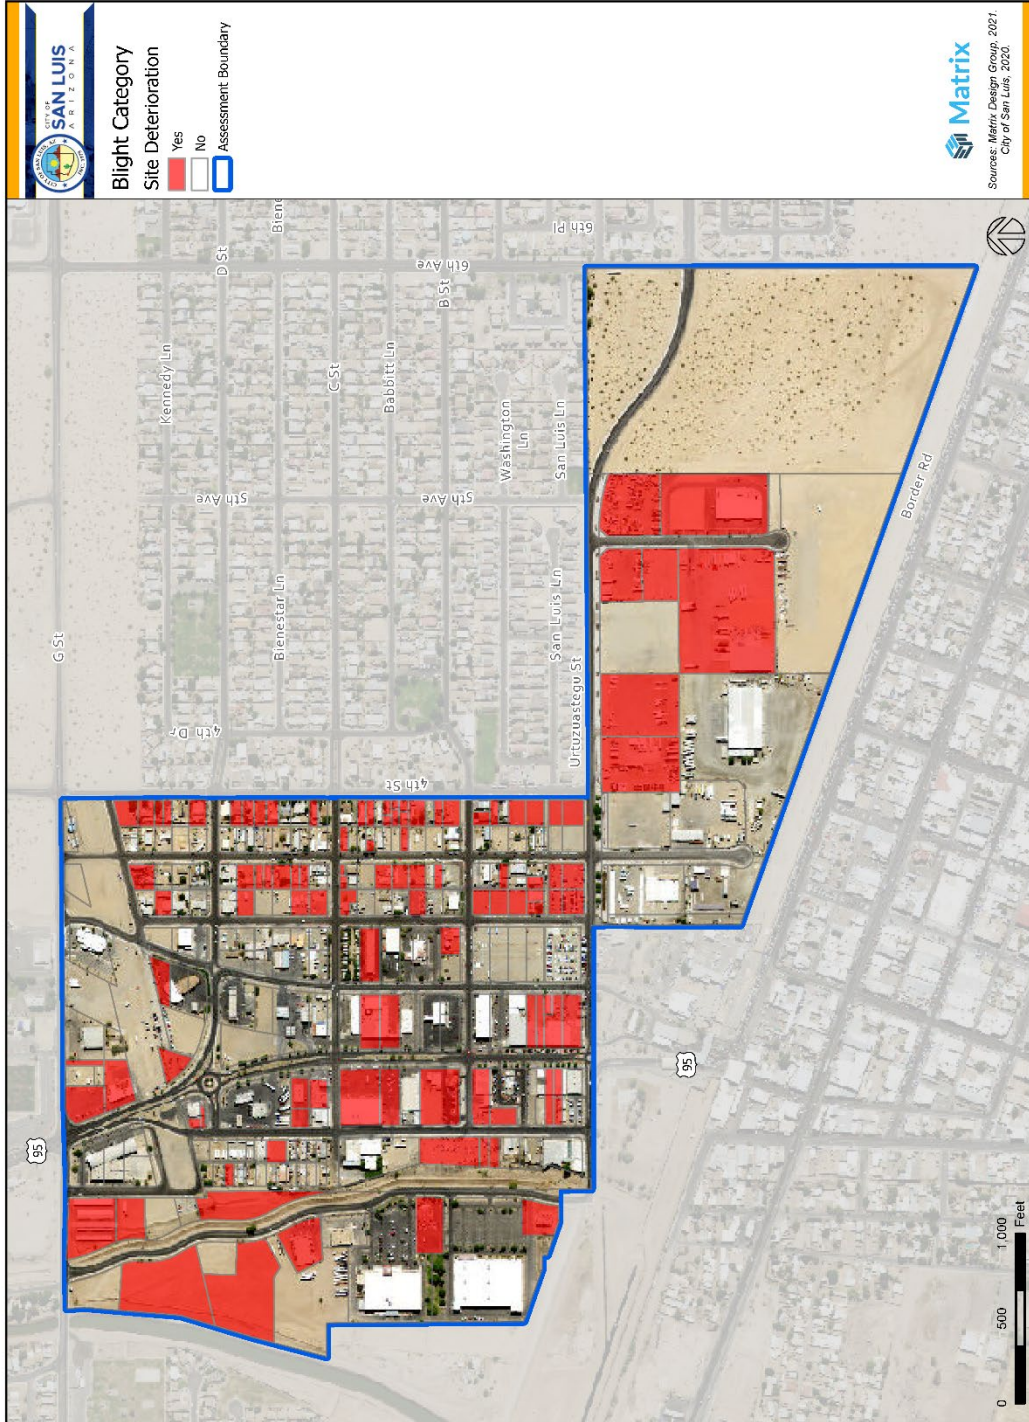 CITY OF
SAN LUIS
ARIZONA
Blight Category
Site Deterioration
Yes
No
Assessment Boundary
Matrix
Sources: Matrix Design Group, 2021.
City of San Luis, 2020.
G St
Kennedy Ln
D St
Biene
Bienestar Ln
C St
Babbitt Ln
B St
Washington
Ln
San Luis Ln
San Luis Ln
Urtuzuastegui St
6th Ave
6th Pl
5th Ave
5th Ave
4th Dr
4th St
Border Rd
95
95
0
500
1,000
Feet